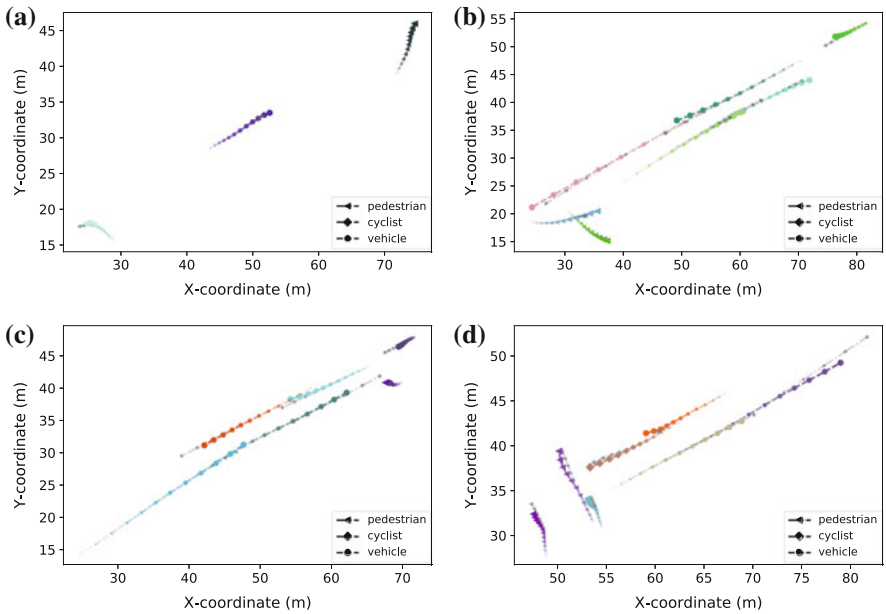 (a)
45
40
35
30
25
20
15
30 40 50 60 70
Y-coordinate (m)
X-coordinate (m)
pedestrian
cyclist
vehicle
(b)
55
50
45
40
35
30
25
20
15
30 40 50 60 70 80
Y-coordinate (m)
X-coordinate (m)
pedestrian
cyclist
vehicle
(c)
45
40
35
30
25
20
15
30 40 50 60 70
Y-coordinate (m)
X-coordinate (m)
pedestrian
cyclist
vehicle
(d)
50
45
40
35
30
50 55 60 65 70 75 80
Y-coordinate (m)
X-coordinate (m)
pedestrian
cyclist
vehicle